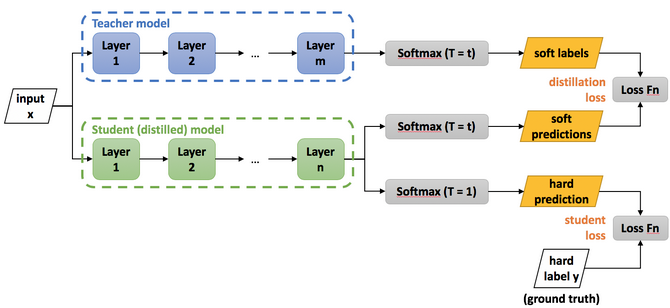 Teacher model
Layer
1
Layer
2
...
Layer
m
Softmax (T = t)
soft labels
input
x
distillation
loss
Loss Fn
Student (distilled) model
Layer
1
Layer
2
...
Layer
n
Softmax (T = t)
soft
predictions
Softmax (T = 1)
hard
prediction
student
loss
Loss Fn
hard
label y
(ground truth)